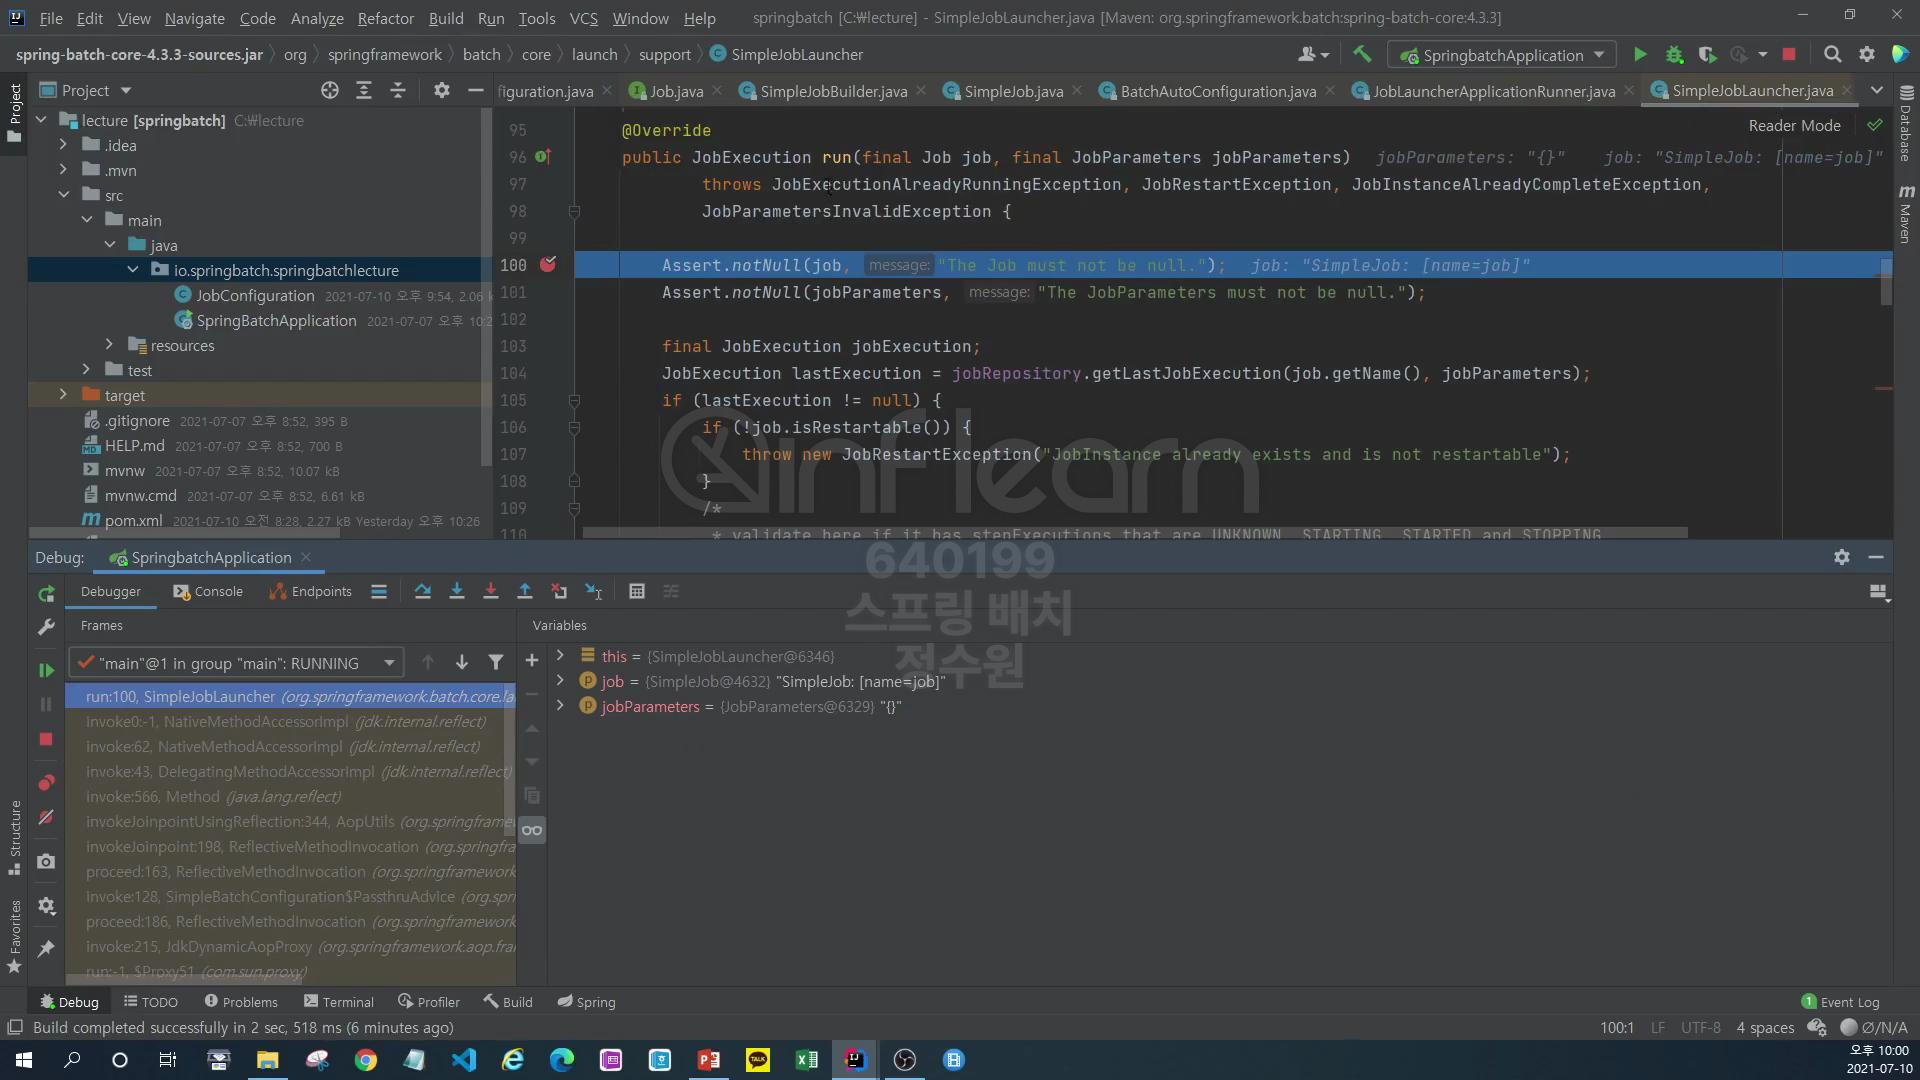 File Edit View Navigate Code Analyze Refactor Build Run Tools VCS Window Help springbatch [C:₩lecture] - SimpleJobLauncher.java [Maven: org.springframework.batch:spring-batch-core:4.3.3]
spring-batch-core-4.3.3-sources.jar org springframework batch core launch support SimpleJobLauncher SpringbatchApplication
Project
figuration.java Job.java SimpleJobBuilder.java SimpleJob.java BatchAutoConfiguration.java JobLauncherApplicationRunner.java SimpleJobLauncher.java
Reader Mode
Project
Structure
Favorites
Database
Maven
lecture [springbatch] C:₩lecture
.idea
.mvn
src
main
java
io.springbatch.springbatchlecture
JobConfiguration 2021-07-10 오후 9:54, 2.06 k
SpringBatchApplication 2021-07-07 오후 10:2
resources
test
target
.gitignore 2021-07-07 오후 8:52, 395 B
HELP.md 2021-07-07 오후 8:52, 700 B
mvnw 2021-07-07 오후 8:52, 10.07 kB
mvnw.cmd 2021-07-07 오후 8:52, 6.61 kB
pom.xml 2021-07-10 오전 8:28, 2.27 kB Yesterday 오후 10:26
95 @Override
96 public JobExecution run(final Job job, final JobParameters jobParameters) jobParameters: "{}" job: "SimpleJob: [name=job]"
97 throws JobExecutionAlreadyRunningException, JobRestartException, JobInstanceAlreadyCompleteException,
98 JobParametersInvalidException {
99
100 Assert.notNull(job, message: "The Job must not be null."); job: "SimpleJob: [name=job]"
101 Assert.notNull(jobParameters, message: "The JobParameters must not be null.");
102
103 final JobExecution jobExecution;
104 JobExecution lastExecution = jobRepository.getLastJobExecution(job.getName(), jobParameters);
105 if (lastExecution != null) {
106 if (!job.isRestartable()) {
107 throw new JobRestartException("JobInstance already exists and is not restartable");
108 }
109 /*
110 * validate here if it has stepExecutions that are UNKNOWN, STARTING, STARTED and STOPPING
inflearn
640199
스프링 배치
정수원
Debug: SpringbatchApplication
Debugger Console Endpoints
Frames
Variables
"main"@1 in group "main": RUNNING
run:100, SimpleJobLauncher (org.springframework.batch.core.la
invoke0:-1, NativeMethodAccessorImpl (jdk.internal.reflect)
invoke:62, NativeMethodAccessorImpl (jdk.internal.reflect)
invoke:43, DelegatingMethodAccessorImpl (jdk.internal.reflect)
invoke:566, Method (java.lang.reflect)
invokeJoinpointUsingReflection:344, AopUtils (org.springframew
invokeJoinpoint:198, ReflectiveMethodInvocation (org.springfra
proceed:163, ReflectiveMethodInvocation (org.springframework
invoke:128, SimpleBatchConfiguration$PassthruAdvice (org.spr
proceed:186, ReflectiveMethodInvocation (org.springframework
invoke:215, JdkDynamicAopProxy (org.springframework.aop.fra
run:-1, $Proxy51 (com.sun.proxy)
this = {SimpleJobLauncher@6346}
job = {SimpleJob@4632} "SimpleJob: [name=job]"
jobParameters = {JobParameters@6329} "{}"
Debug TODO Problems Terminal Profiler Build Spring 1 Event Log
Build completed successfully in 2 sec, 518 ms (6 minutes ago) 100:1 LF UTF-8 4 spaces Ø/N/A
오후 10:00
2021-07-10